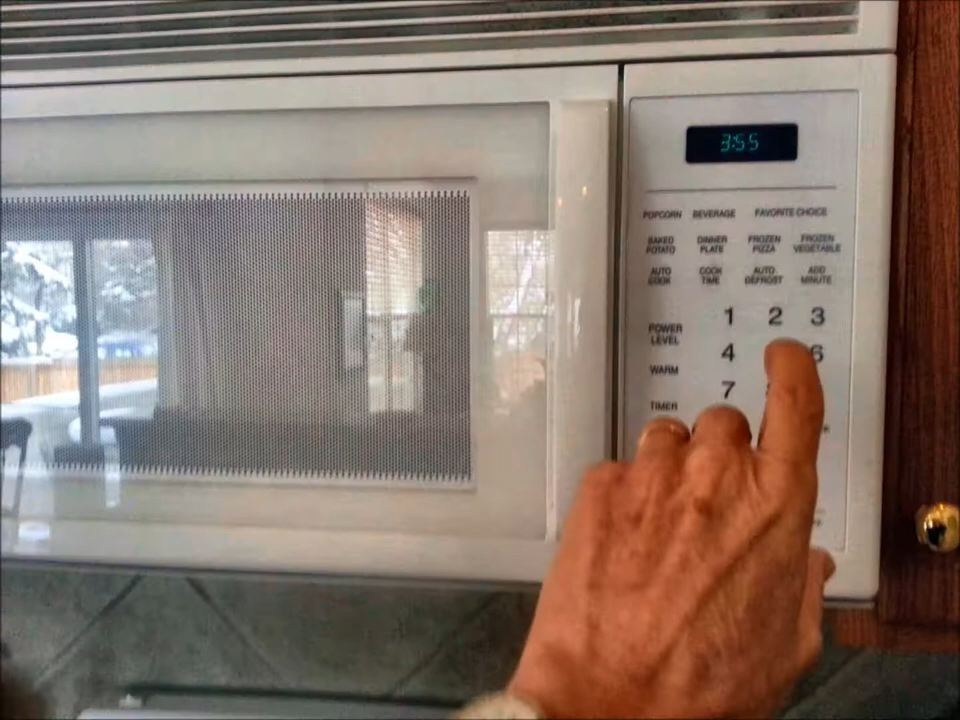 3:55
POPCORN BEVERAGE FAVORITE CHOICE
BAKED POTATO DINNER PLATE FROZEN PIZZA FROZEN VEGETABLE
AUTO COOK COOK TIME AUTO DEFROST ADD MINUTE
1 2 3
POWER LEVEL
4 6
WARM
7
TIMER